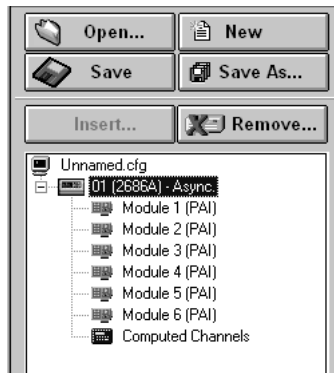 Open... New
Save Save As...
Insert... Remove...
Unnamed.cfg
01 (2686A) - Async.
Module 1 (PAI)
Module 2 (PAI)
Module 3 (PAI)
Module 4 (PAI)
Module 5 (PAI)
Module 6 (PAI)
Computed Channels